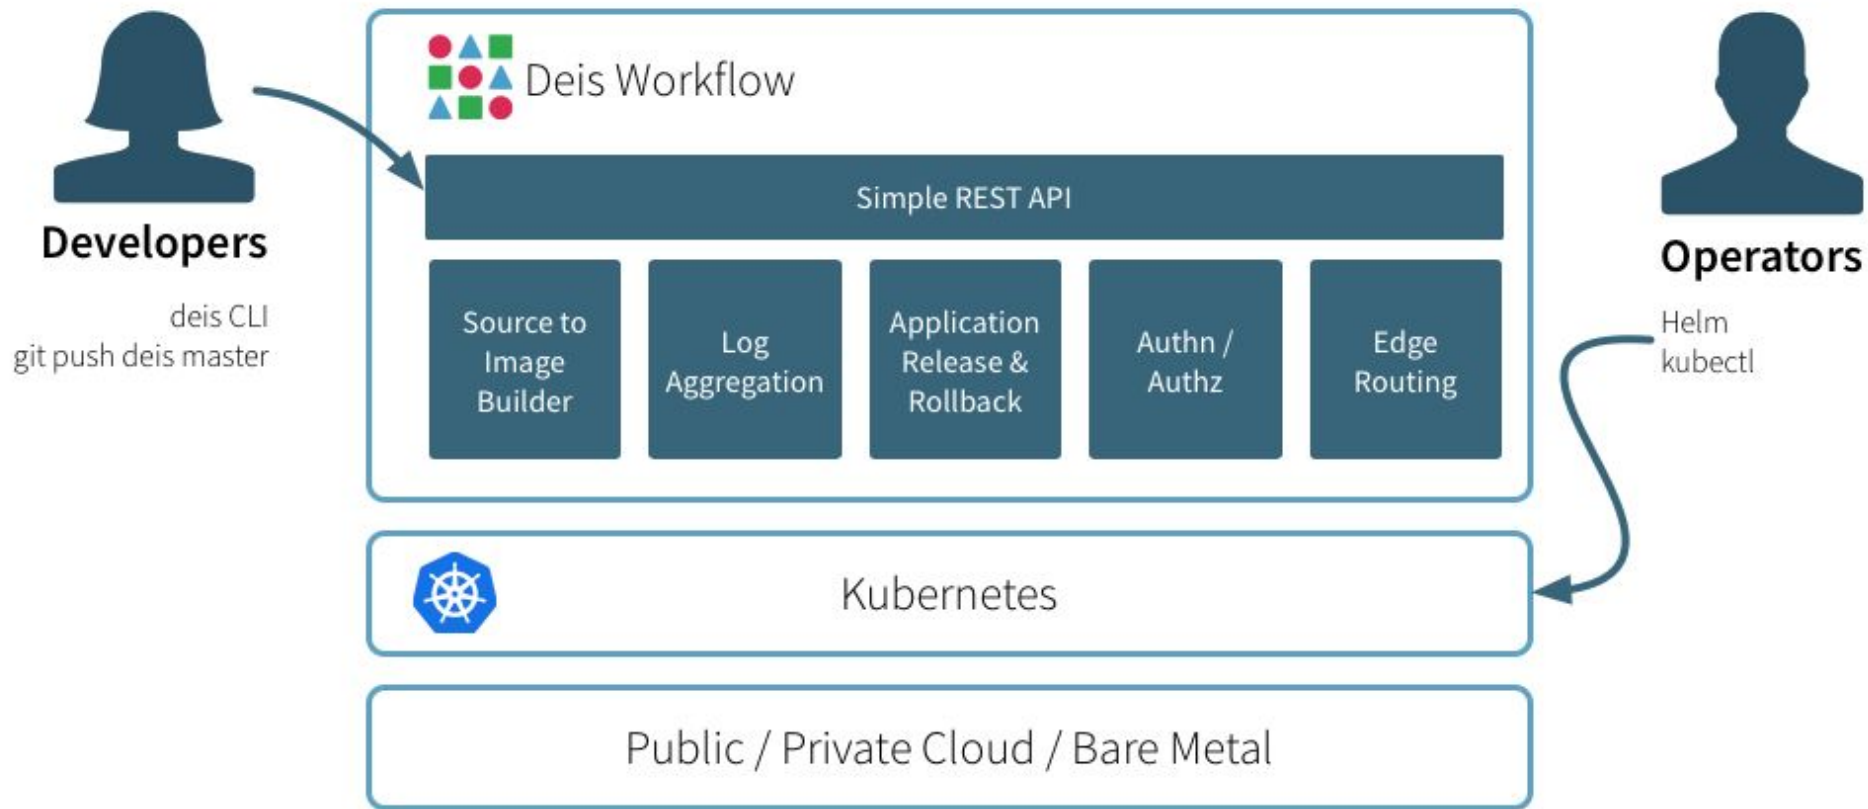 Deis Workflow
Simple REST API
Developers
deis CLI
git push deis master
Source to
Image
Builder
Log
Aggregation
Application
Release &
Rollback
Authn /
Authz
Edge
Routing
Operators
Helm
kubectl
Kubernetes
Public / Private Cloud / Bare Metal